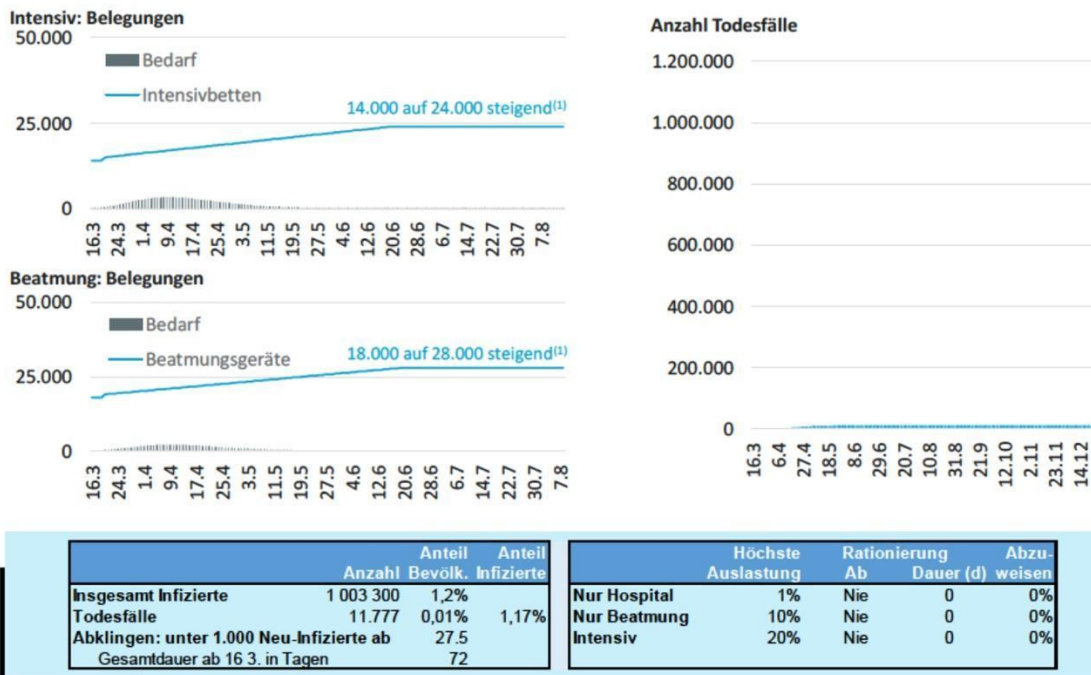 Intensiv: Belegungen
50.000
Bedarf
Intensivbetten
14.000 auf 24.000 steigend(1)
25.000
0
16.3 24.3 1.4 9.4 17.4 25.4 3.5 11.5 19.5 27.5 4.6 12.6 20.6 28.6 6.7 14.7 22.7 30.7 7.8
Beatmung: Belegungen
50.000
Bedarf
Beatmungsgeräte
18.000 auf 28.000 steigend(1)
25.000
0
16.3 24.3 1.4 9.4 17.4 25.4 3.5 11.5 19.5 27.5 4.6 12.6 20.6 28.6 6.7 14.7 22.7 30.7 7.8
Anzahl Todesfälle
1.200.000
1.000.000
800.000
600.000
400.000
200.000
0
16.3 6.4 27.4 18.5 8.6 29.6 20.7 10.8 31.8 21.9 12.10 2.11 23.11 14.12
Anteil Anteil
Anzahl Bevölk. Infizierte
Insgesamt Infizierte 1 003 300 1,2%
Todesfälle 11.777 0,01% 1,17%
Abklingen: unter 1.000 Neu-Infizierte ab 27.5
Gesamtdauer ab 16 3. in Tagen 72
Höchste Rationierung Abzu-
Auslastung Ab Dauer (d) weisen
Nur Hospital 1% Nie 0 0%
Nur Beatmung 10% Nie 0 0%
Intensiv 20% Nie 0 0%